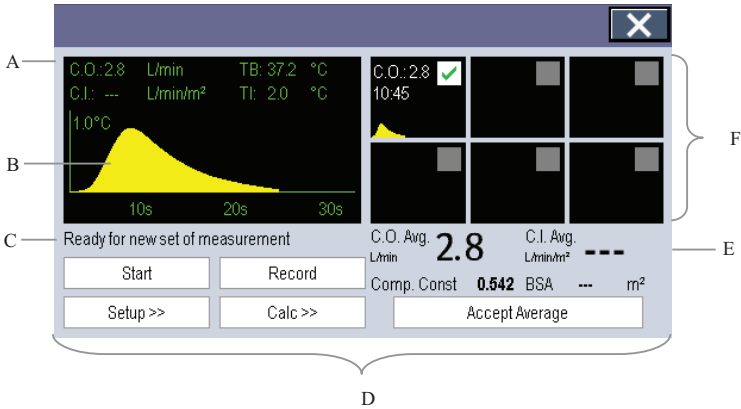 A
C.O.:2.8 L/min TB: 37.2 °C
C.I.: --- L/min/m² TI: 2.0 °C
1.0°C
B
10s 20s 30s
C.O.:2.8
10:45
F
C
Ready for new set of measurement
C.O. Avg. 2.8 C.I. Avg. ---
L/min L/min/m²
E
Start Record
Comp. Const 0.542 BSA --- m²
Setup >> Calc >> Accept Average
D